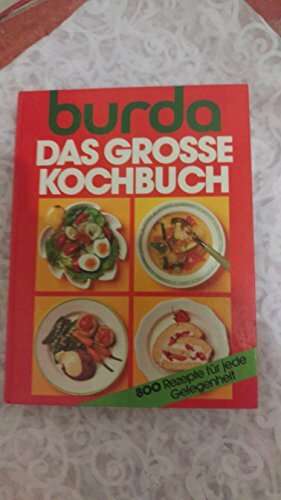 burda
DAS GROSSE
KOCHBUCH
800 Rezepte für jede
Gelegenheit